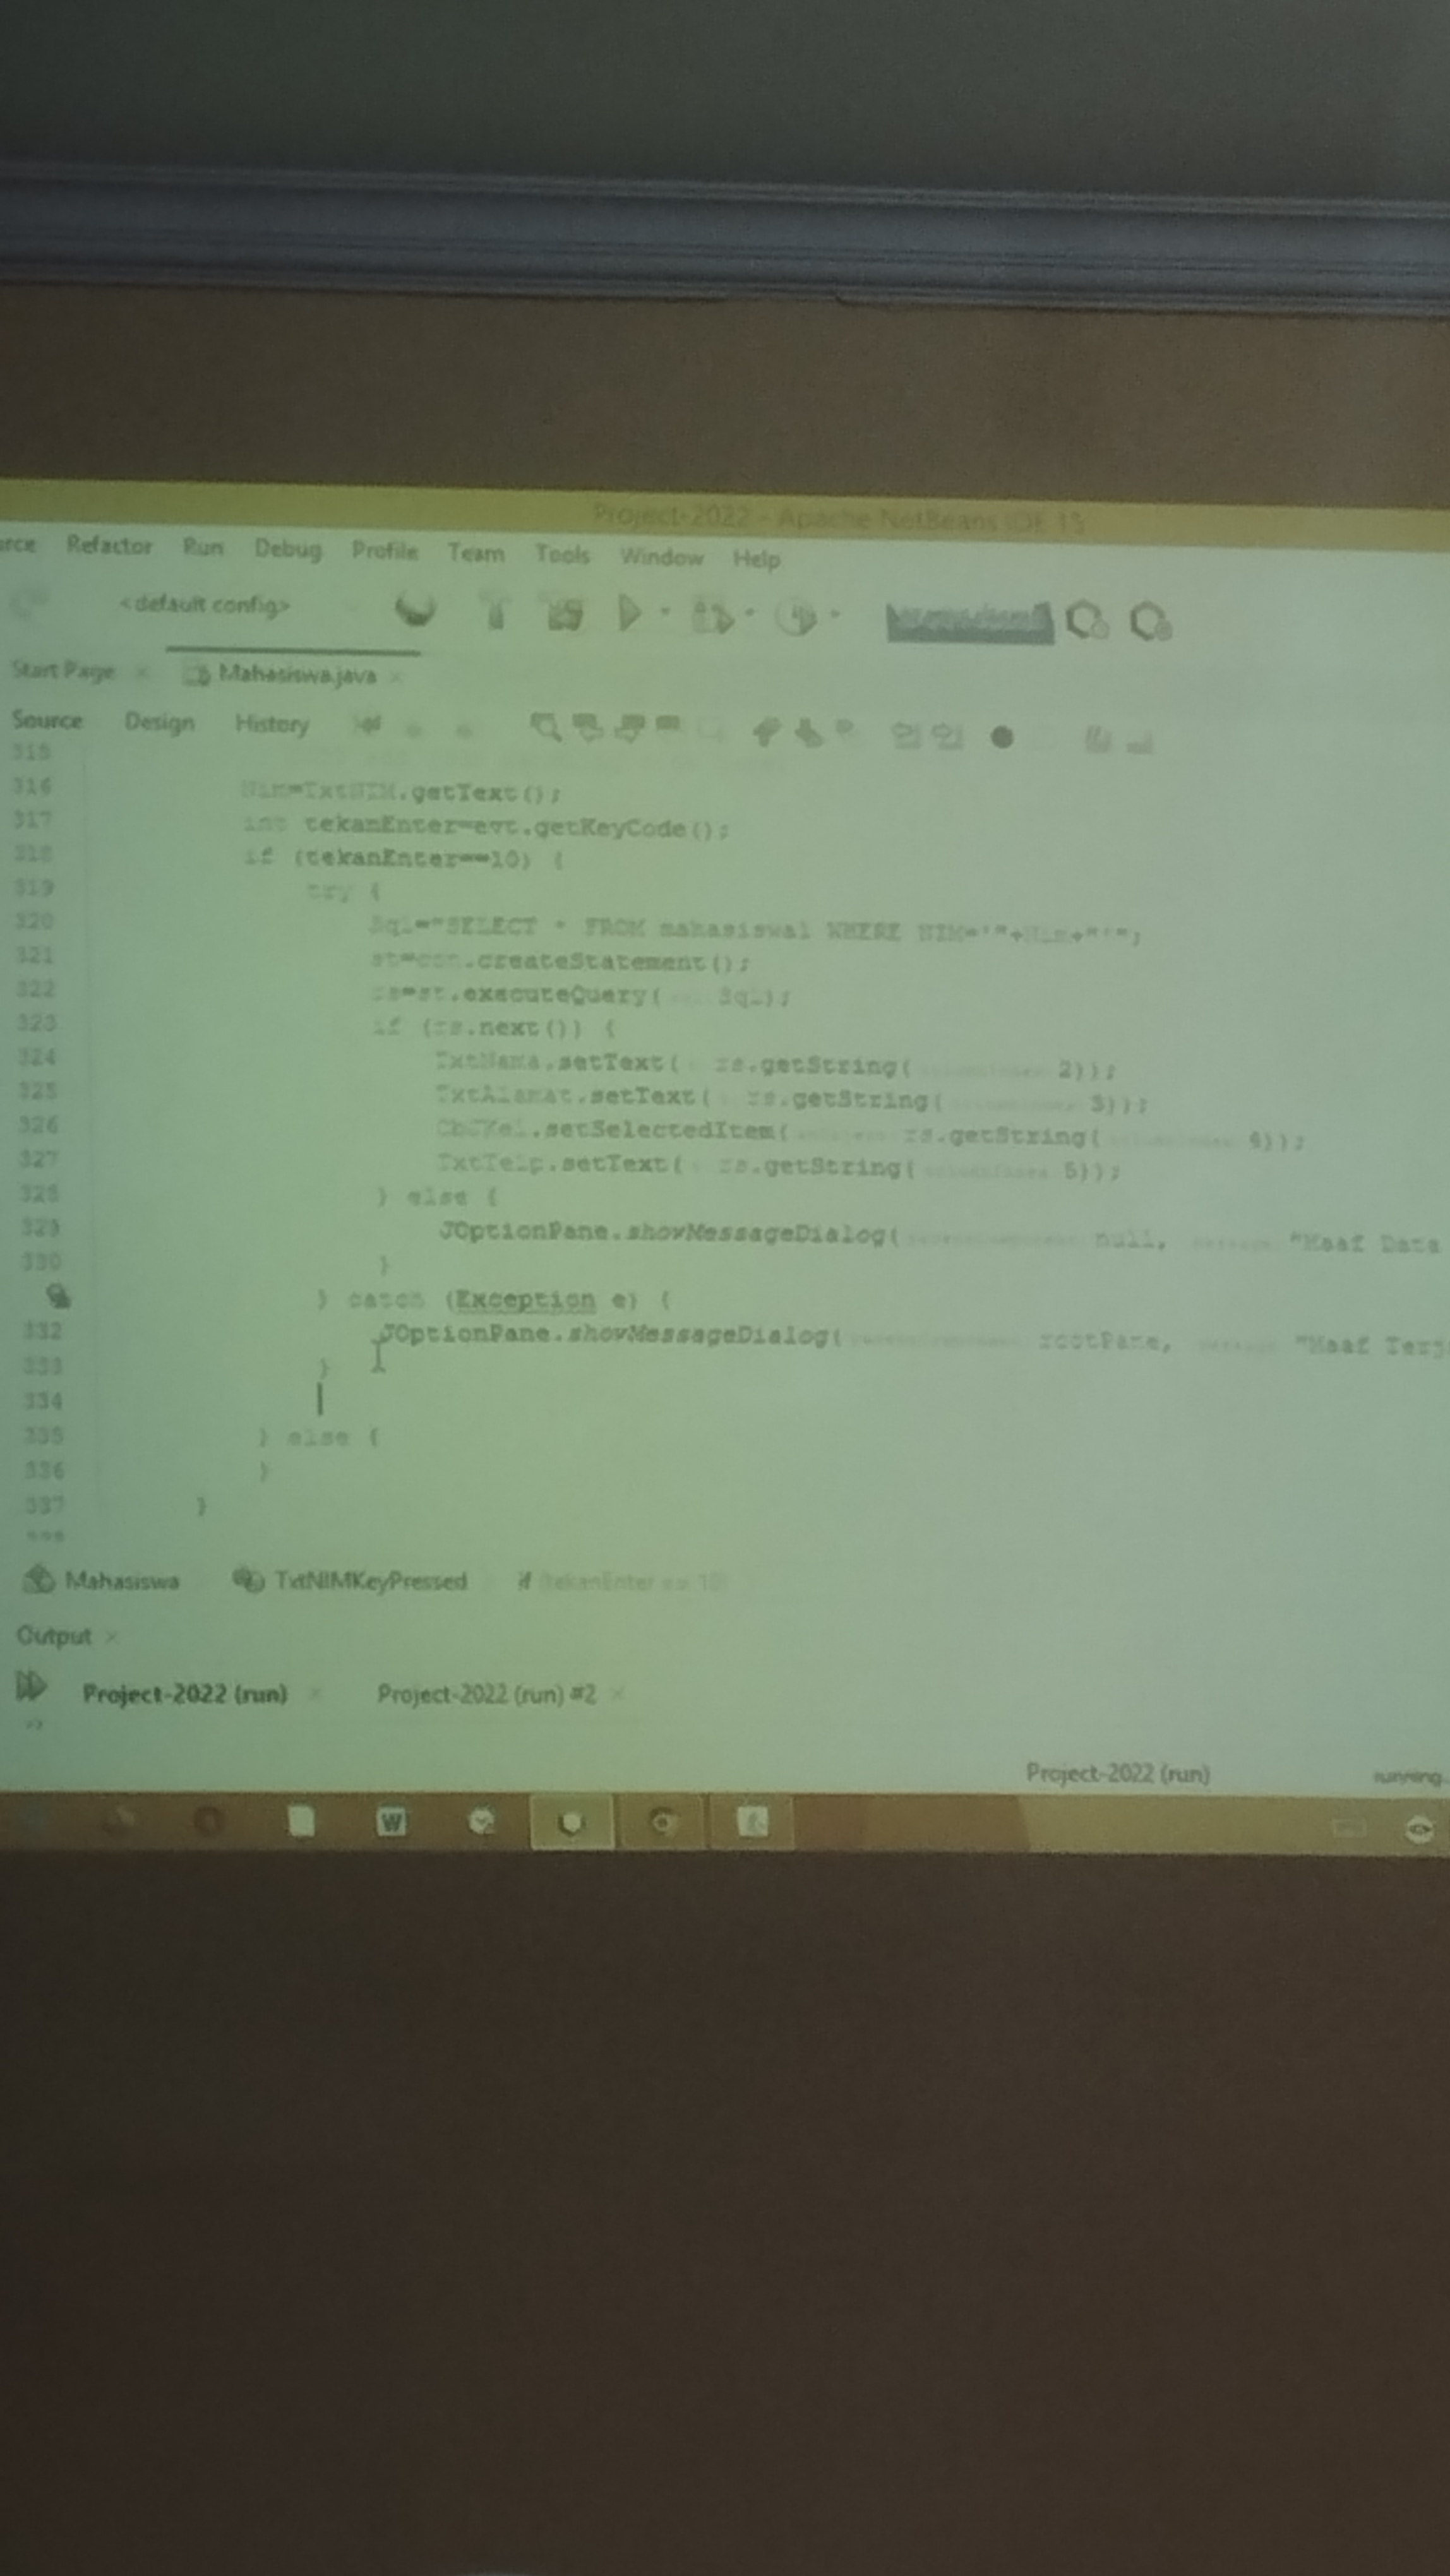 Project-2022 - Apache NetBeans IDE 15
rce Refactor Run Debug Profile Team Tools Window Help
<default config>
Start Page Mahasiswa.java
Source Design History
315
316 Nim=TxtNIM.getText();
317 int tekanEnter=evt.getKeyCode();
318 if (tekanEnter==10) {
319 try {
320 Sql="SELECT * FROM mahasiswa1 WHERE NIM='"+Nim+"'";
321 st=con.createStatement();
322 rs=st.executeQuery( Sql);
323 if (rs.next()) {
324 TxtNama.setText( rs.getString( 2));
325 TxtAlamat.setText( rs.getString( 3));
326 CbJKel.setSelectedItem( rs.getString( 4));
327 TxtTelp.setText( rs.getString( 5));
328 } else {
329 JOptionPane.showMessageDialog( null, "Maaf Data
330 }
} catch (Exception e) {
332 JOptionPane.showMessageDialog( rootPane, "Maaf Terj
333 }
334
335 } else {
336 }
337 }
Mahasiswa TxtNIMKeyPressed if (tekanEnter == 10)
Output
Project-2022 (run) Project-2022 (run) #2
Project-2022 (run) running.
W